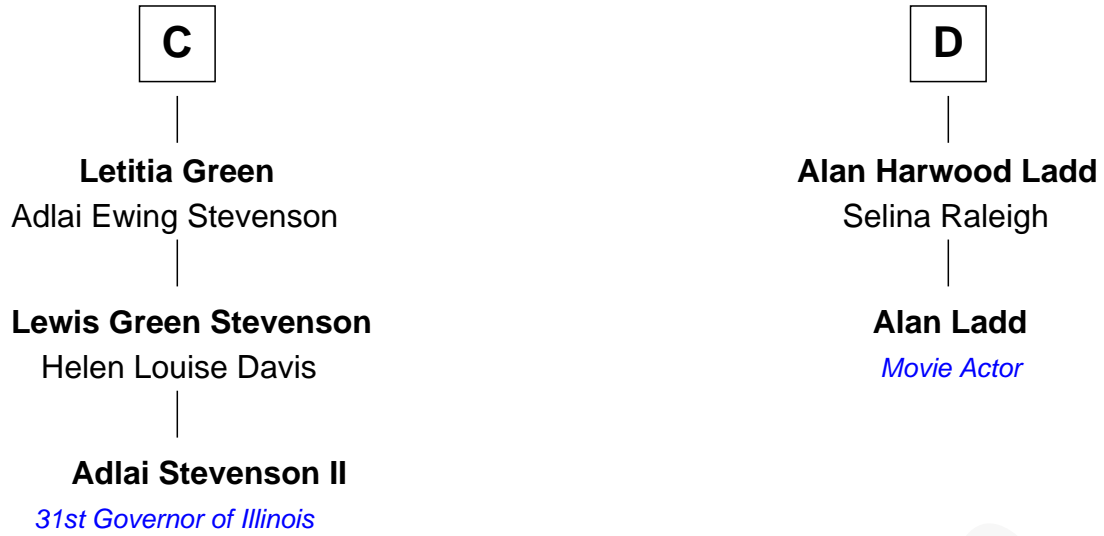 C
Letitia Green
Adlai Ewing Stevenson
Lewis Green Stevenson
Helen Louise Davis
Adlai Stevenson II
31st Governor of Illinois
D
Alan Harwood Ladd
Selina Raleigh
Alan Ladd
Movie Actor